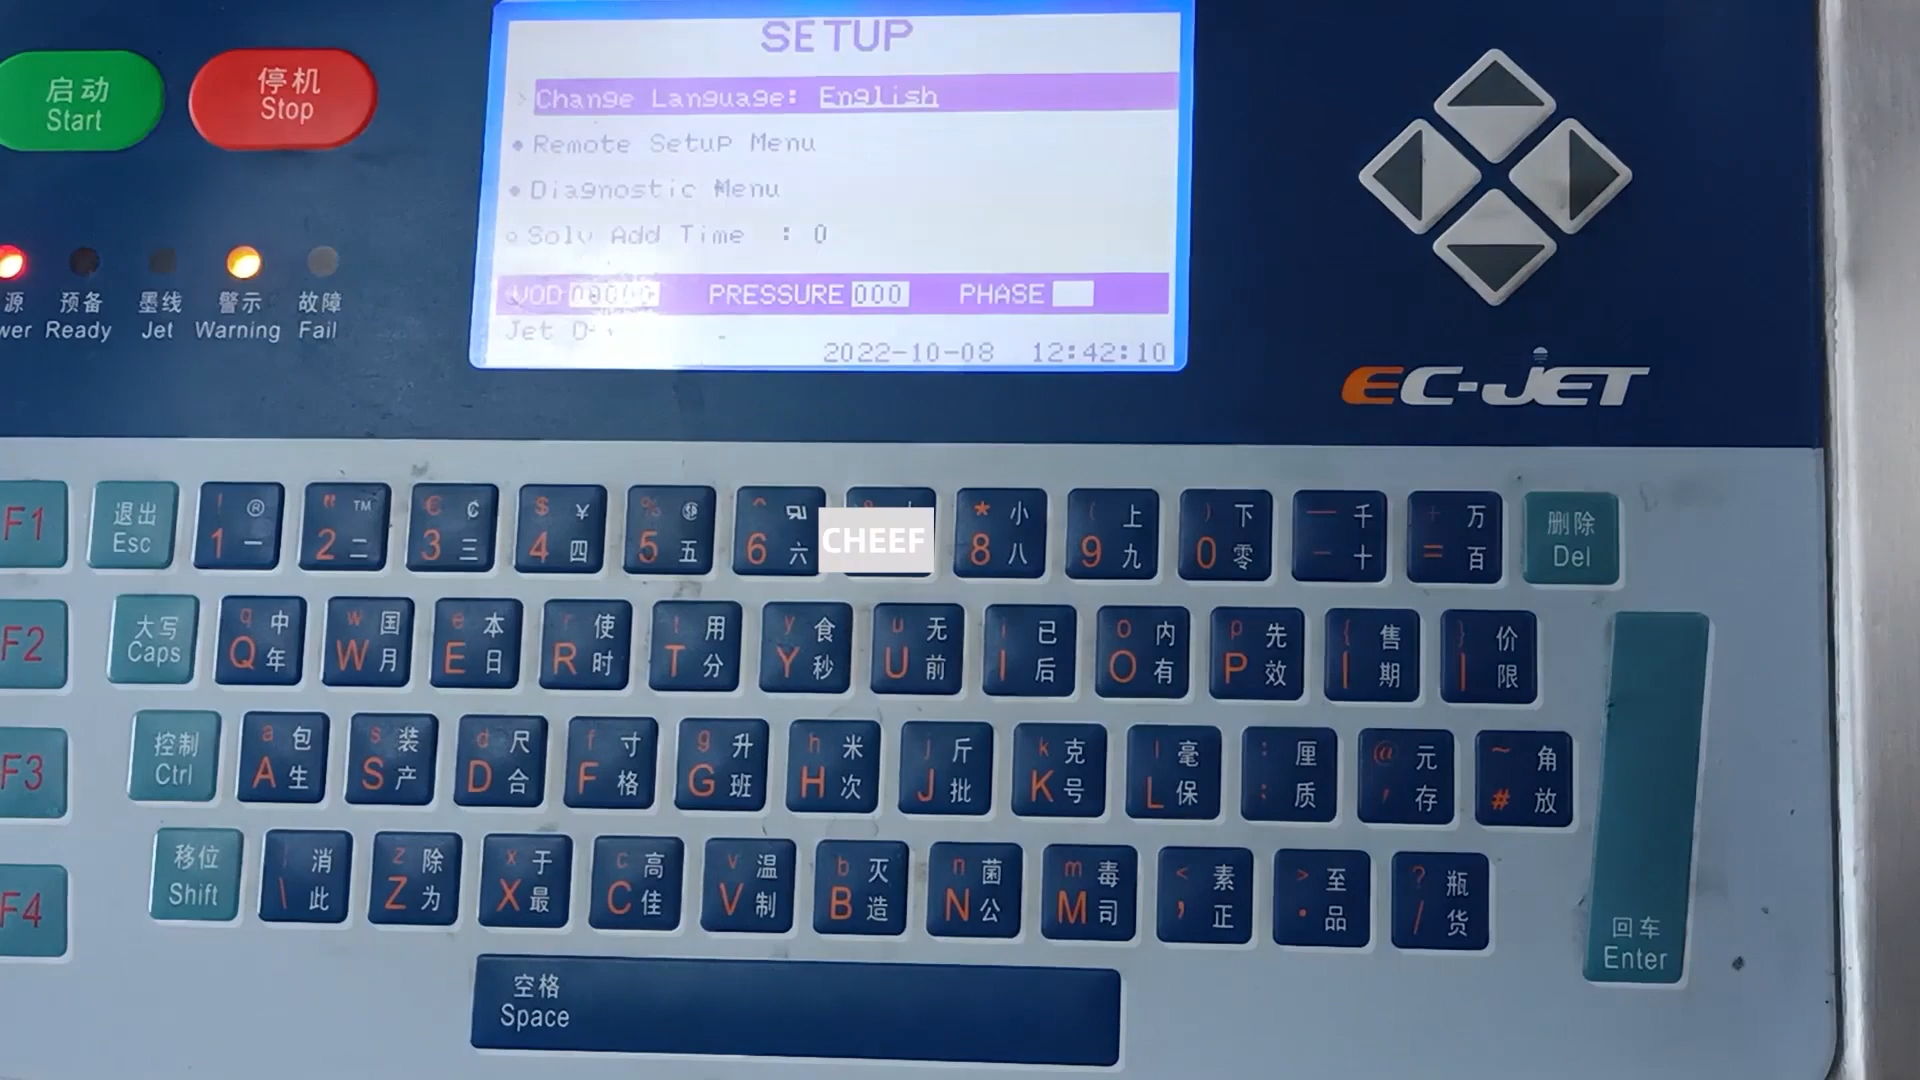 SETUP
Change Language: English
Remote Setup Menu
Diagnostic Menu
Solv Add Time : 0
VOD PRESSURE 000 PHASE
Jet
2022-10-08 12:42:10
启动
Start
停机
Stop
源 预备 墨线 警示 故障
wer Ready Jet Warning Fail
EC-JET
F1
退出
Esc
! ®
1 一
" ™
2 二
€ ¢
3 三
$ ¥
4 四
%
5 五
^
6 六
CHEEF
* 小
8 八
( 上
9 九
) 下
0 零
— 千
- 十
+ 万
= 百
删除
Del
F2
大写
Caps
q 中
Q 年
w 国
W 月
e 本
E 日
r 使
R 时
t 用
T 分
y 食
Y 秒
u 无
U 前
i 已
I 后
o 内
O 有
p 先
P 效
{ 售
期
} 价
限
F3
控制
Ctrl
a 包
A 生
s 装
S 产
d 尺
D 合
f 寸
F 格
g 升
G 班
h 米
H 次
j 斤
J 批
k 克
K 号
l 毫
L 保
: 厘
质
@ 元
' 存
~ 角
# 放
F4
移位
Shift
消
\ 此
z 除
Z 为
x 于
X 最
c 高
C 佳
v 温
V 制
b 灭
B 造
n 菌
N 公
m 毒
M 司
< 素
, 正
> 至
. 品
? 瓶
/ 货
回车
Enter
空格
Space